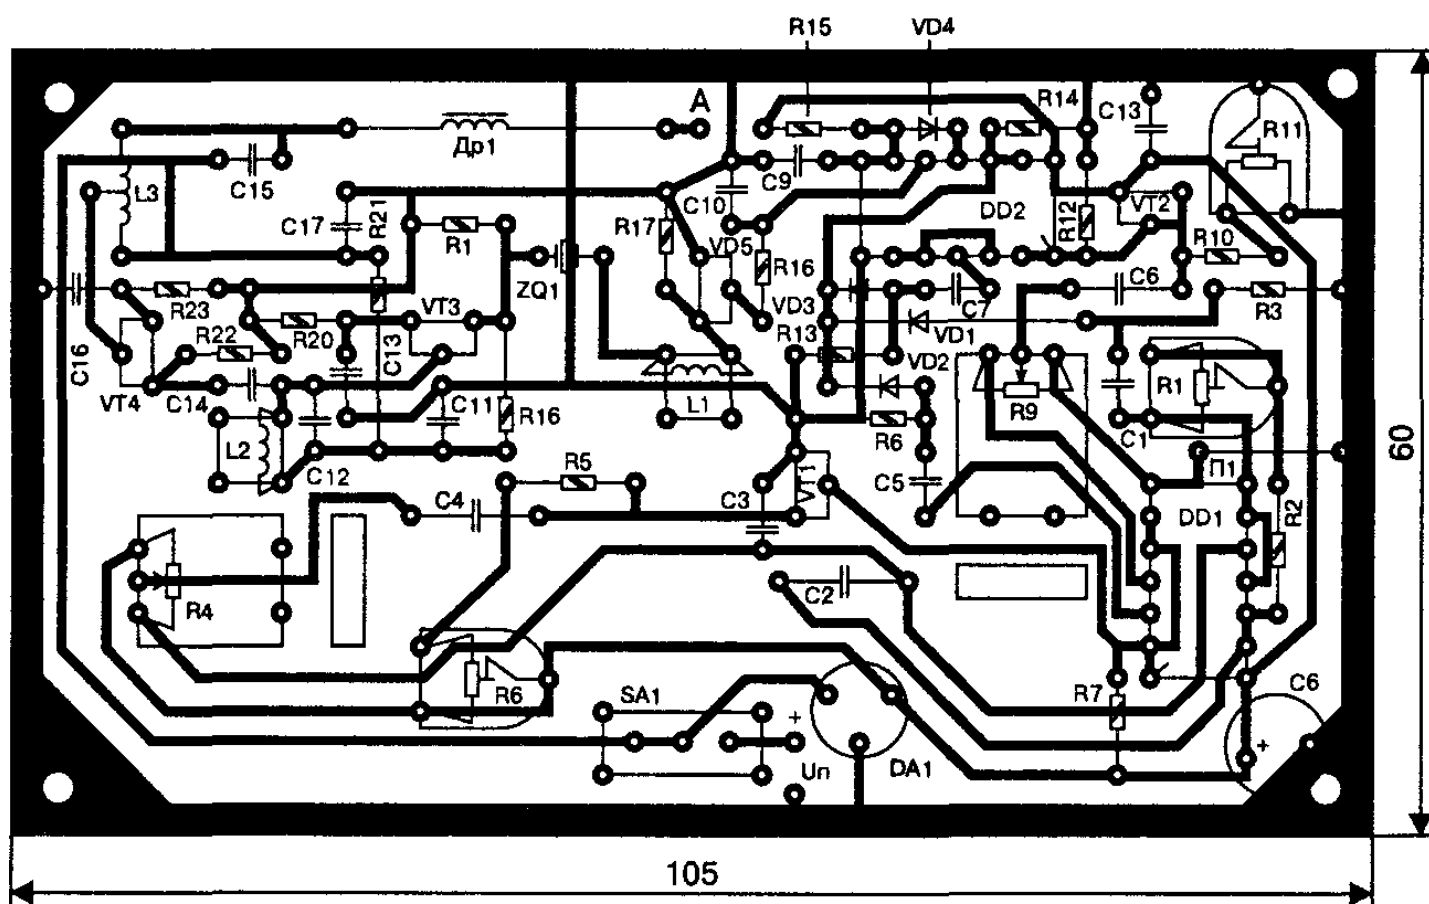 R15 VD4
A R14 C13
Др1 R11
C15 C9
L3 C10
C17 R21 R1 R17 VD5 DD2 R12 VT2
R16 R10
ZQ1 C6
R23 VT3 VD3 C7 R3
R22 R20 C13 R13 VD1
C16 VD2 R1
VT4 C14 C11 L1 R9
R16 R6 C1
L2
C12 R5 П1
C4 C3 VT1 C5 DD1 R2
60
R4 C2
R6 SA1 R7 C6
+
Uп DA1 +
105